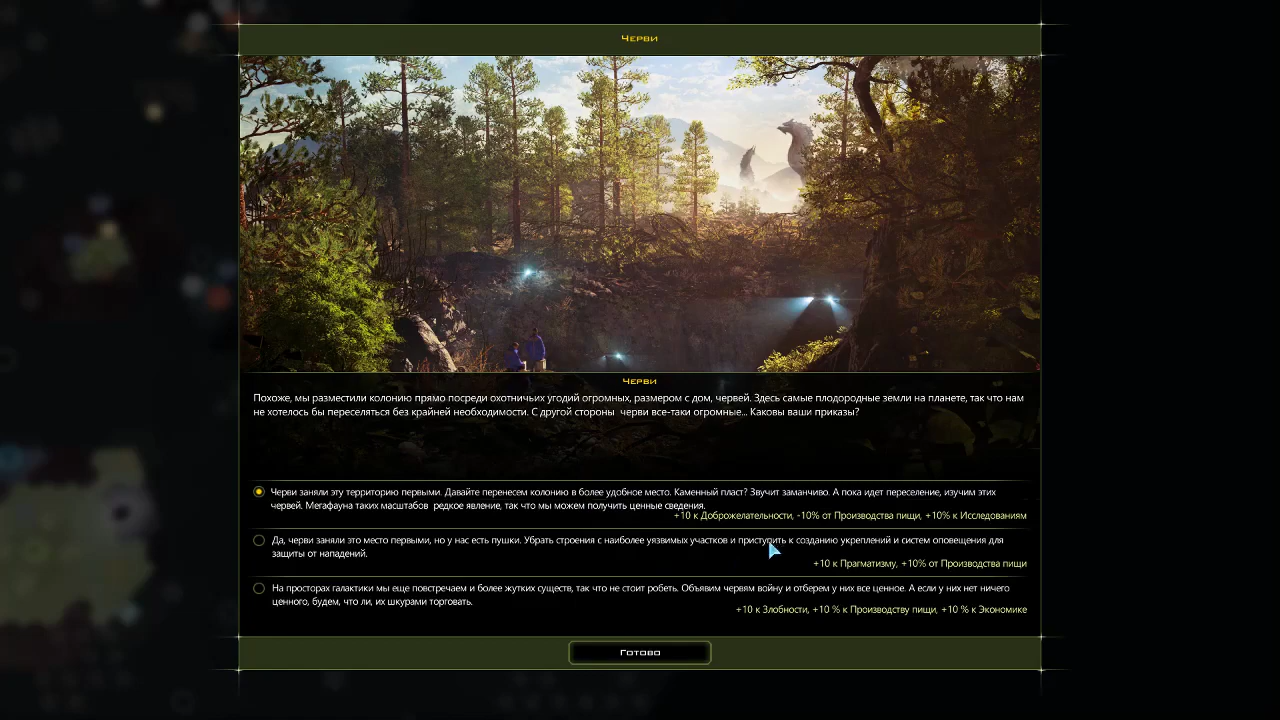 Черви
Черви
Похоже, мы разместили колонию прямо посреди охотничьих угодий огромных, размером с дом, червей. Здесь самые плодородные земли на планете, так что нам
не хотелось бы переселяться без крайней необходимости. С другой стороны черви все-таки огромные... Каковы ваши приказы?
Черви заняли эту территорию первыми. Давайте перенесем колонию в более удобное место. Каменный пласт? Звучит заманчиво. А пока идет переселение, изучим этих
червей. Мегафауна таких масштабов редкое явление, так что мы можем получить ценные сведения.
+10 к Доброжелательности, -10% от Производства пищи, +10% к Исследованиям
Да, черви заняли это место первыми, но у нас есть пушки. Убрать строения с наиболее уязвимых участков и приступить к созданию укреплений и систем оповещения для
защиты от нападений.
+10 к Прагматизму, +10% от Производства пищи
На просторах галактики мы еще повстречаем и более жутких существ, так что не стоит робеть. Объявим червям войну и отберем у них все ценное. А если у них нет ничего
ценного, будем, что ли, их шкурами торговать.
+10 к Злобности, +10 % к Производству пищи, +10 % к Экономике
Готово